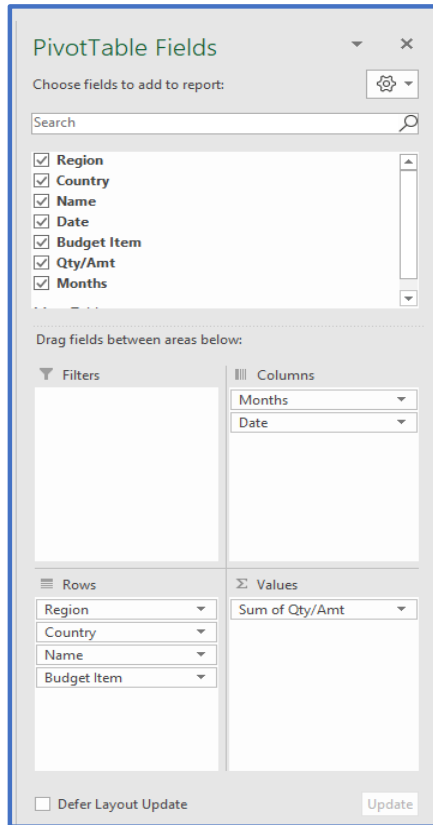 PivotTable Fields
Choose fields to add to report:
Search
Region
Country
Name
Date
Budget Item
Qty/Amt
Months
Drag fields between areas below:
Filters
Columns
Months
Date
Rows
Region
Country
Name
Budget Item
Values
Sum of Qty/Amt
Defer Layout Update
Update